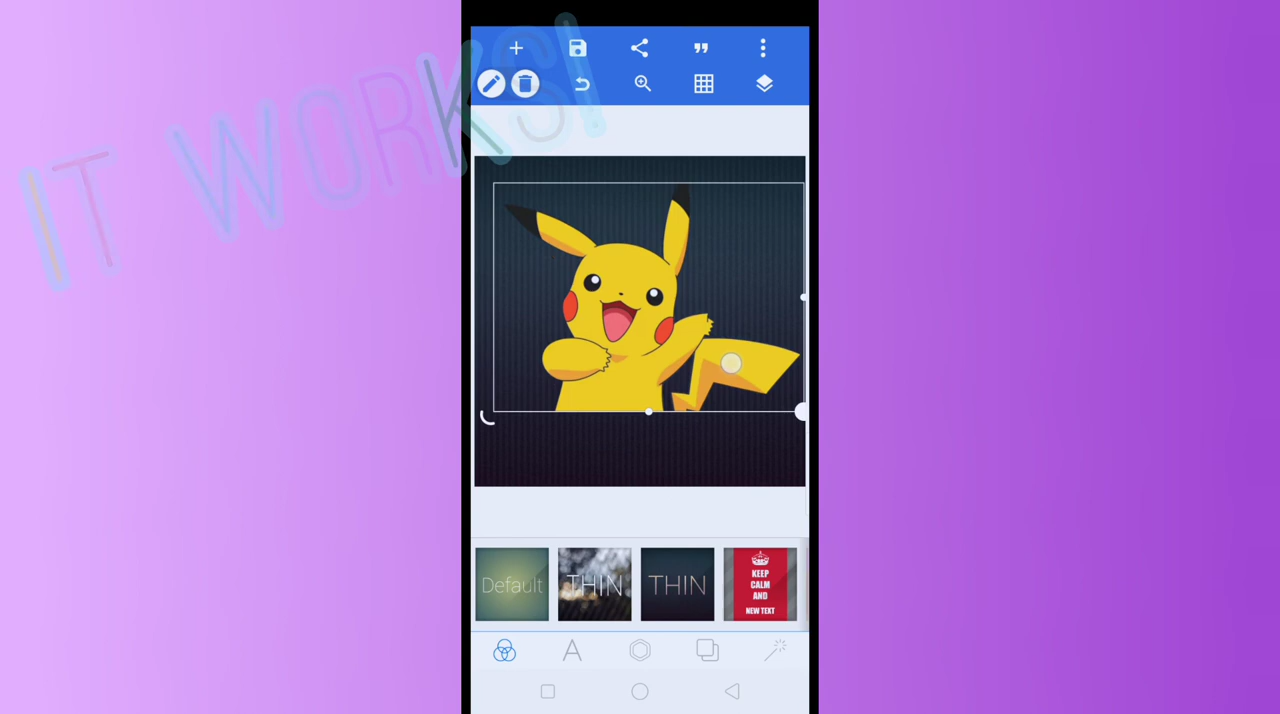 IT WORKS!
Default
THIN
THIN
KEEP
CALM
AND
NEW TEXT